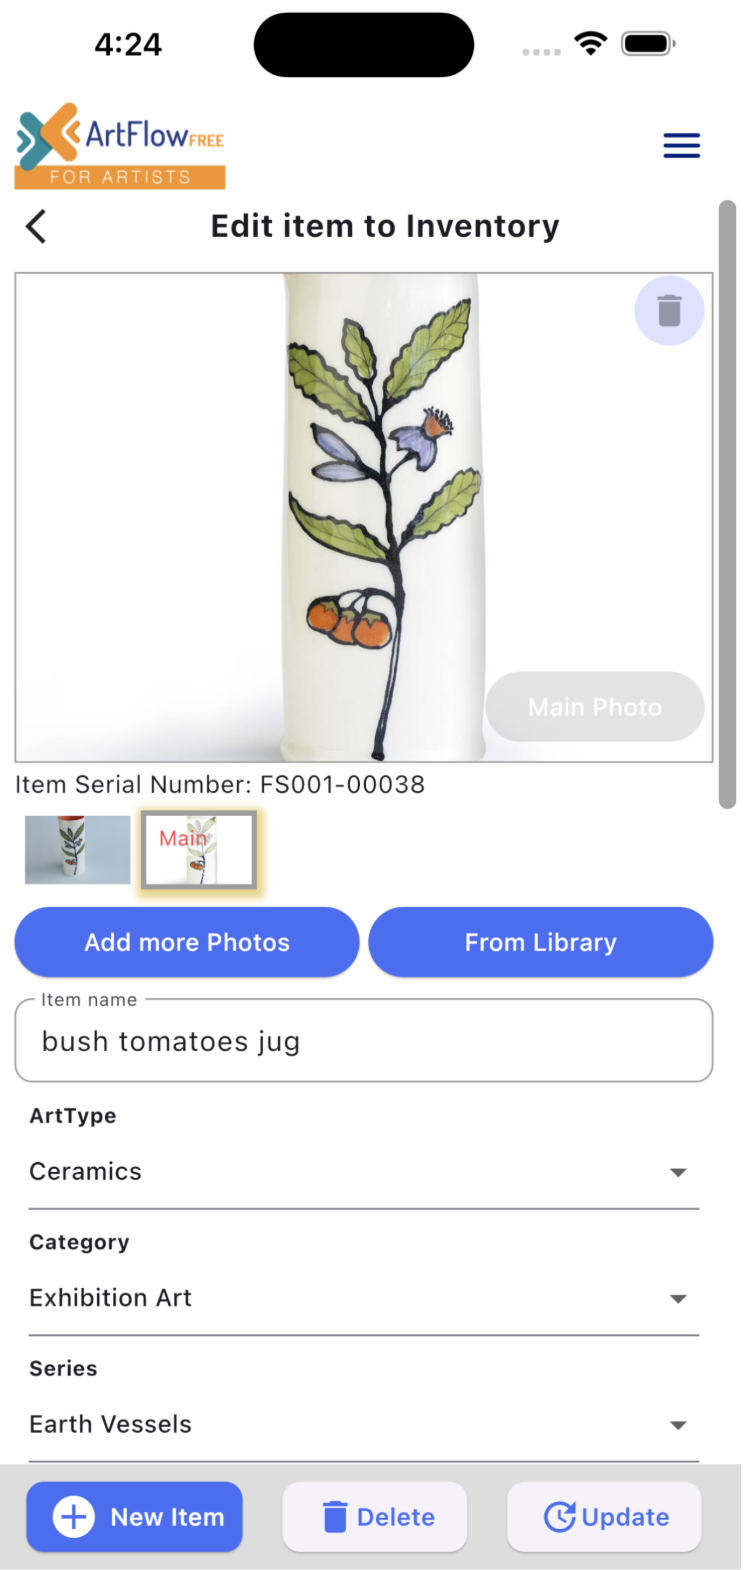 4:24
ArtFlow FREE
FOR ARTISTS
Edit item to Inventory
Main Photo
Item Serial Number: FS001-00038
Main
Add more Photos From Library
Item name
bush tomatoes jug
ArtType
Ceramics
Category
Exhibition Art
Series
Earth Vessels
New Item Delete Update